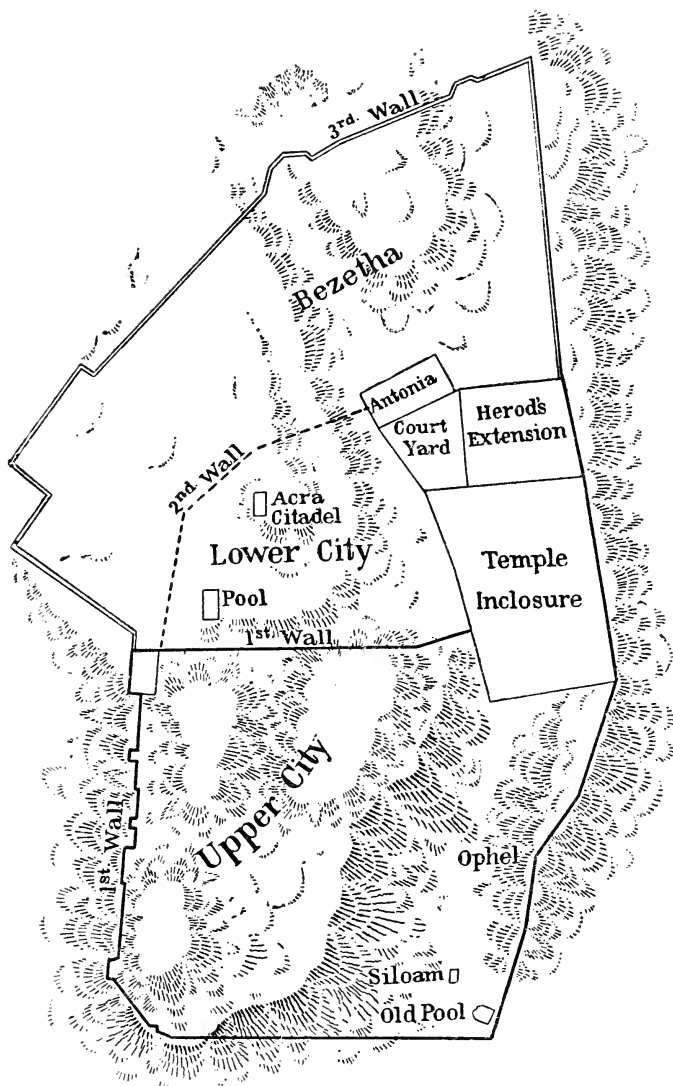 3rd. Wall
Bezetha
Antonia
Court
Yard
Herod's
Extension
2nd Wall
Acra
Citadel
Lower City
Temple
Inclosure
Pool
1st. Wall
Upper City
1st Wall
Ophel
Siloam
Old Pool